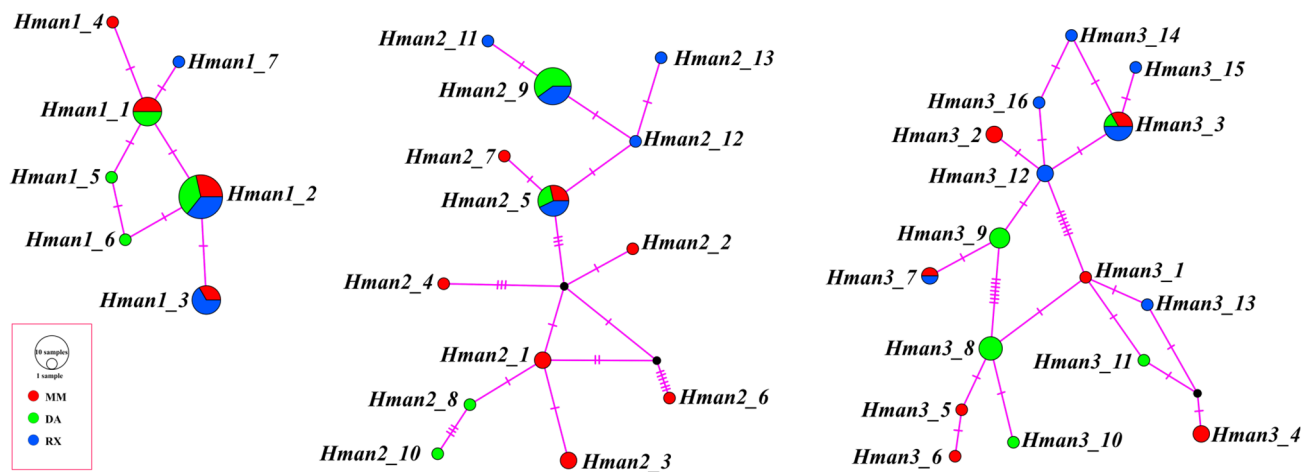 Hman1_4
Hman1_7
Hman1_1
Hman1_5
Hman1_2
Hman1_6
Hman1_3
10 samples
1 sample
MM
DA
RX
Hman2_11
Hman2_13
Hman2_9
Hman2_12
Hman2_7
Hman2_5
Hman2_2
Hman2_4
Hman2_1
Hman2_8
Hman2_6
Hman2_10
Hman2_3
Hman3_14
Hman3_15
Hman3_16
Hman3_3
Hman3_2
Hman3_12
Hman3_9
Hman3_7
Hman3_1
Hman3_13
Hman3_8
Hman3_11
Hman3_5
Hman3_4
Hman3_10
Hman3_6